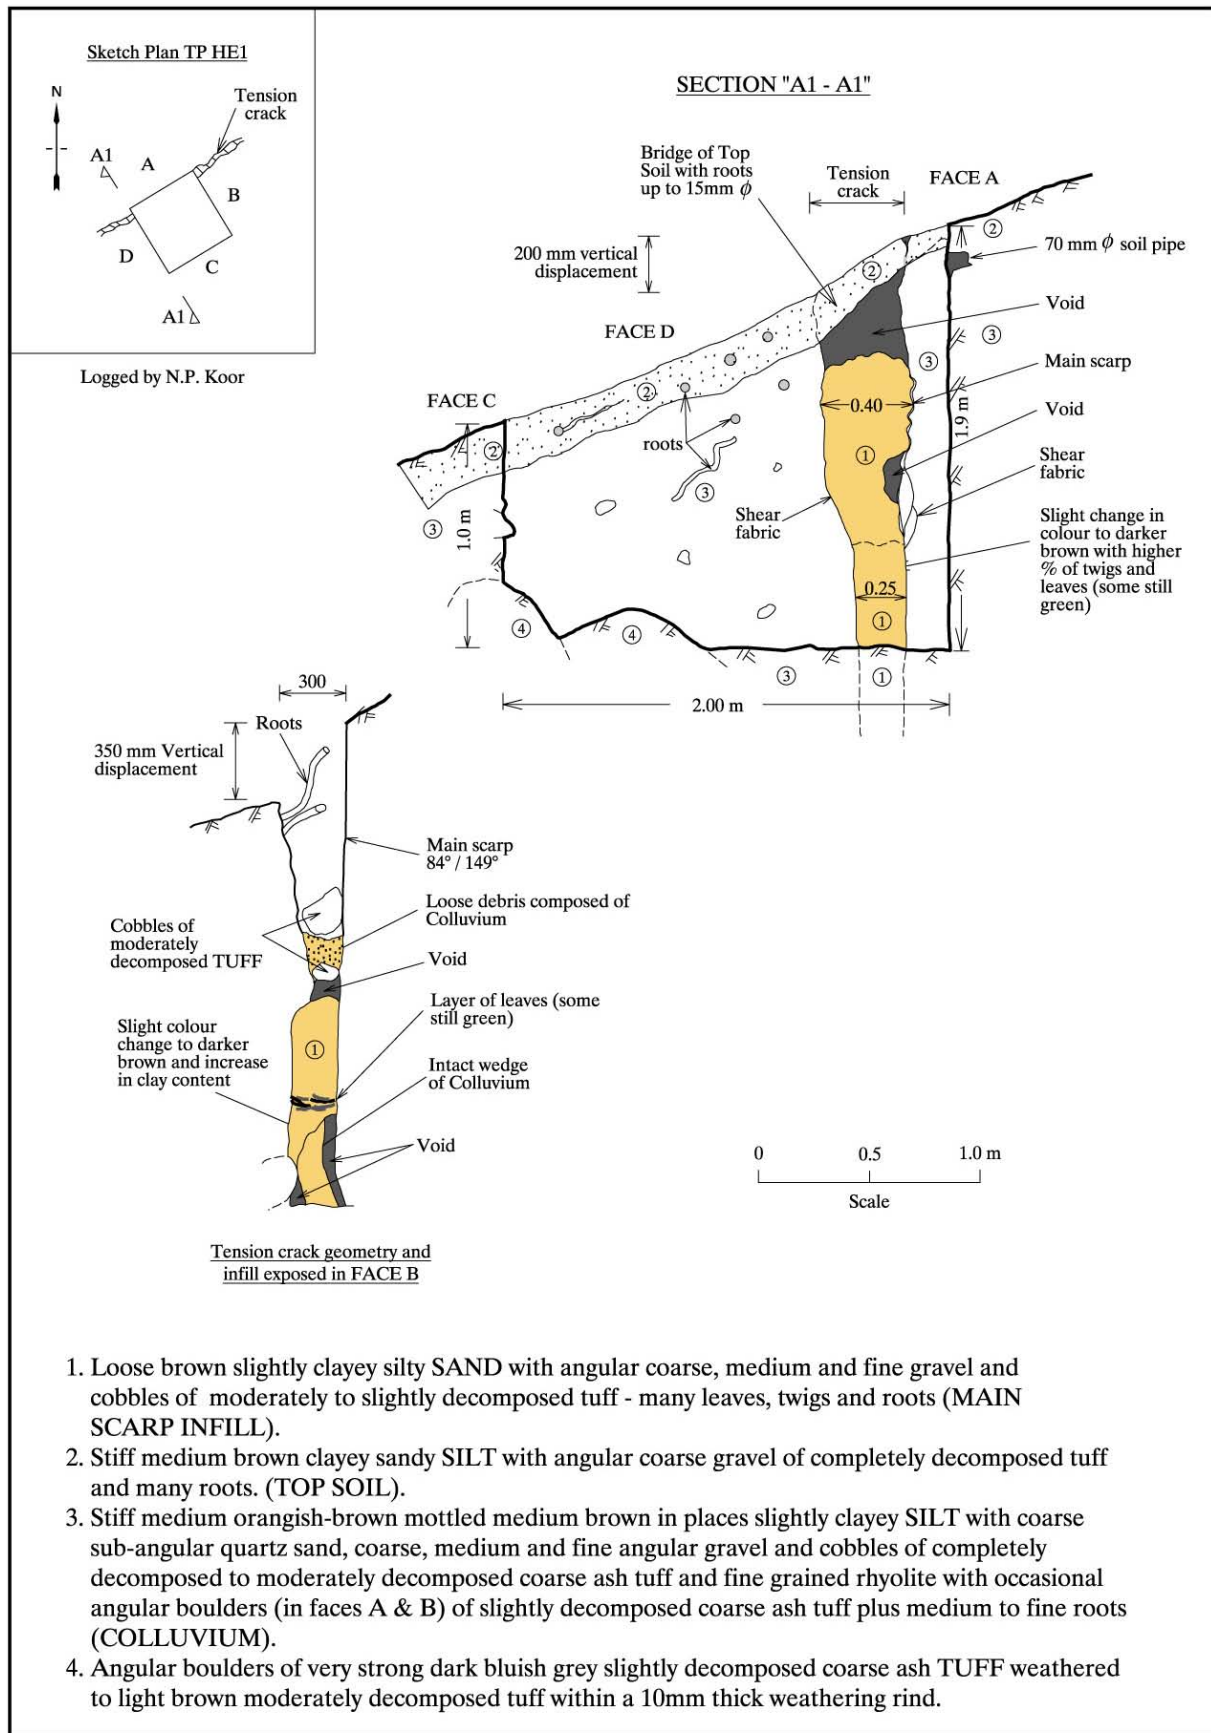 Sketch Plan TP HE1
N
Tension
crack
A1
A
B
D
C
A1
Logged by N.P. Koor
SECTION "A1 - A1"
Bridge of Top
Soil with roots
up to 15mm ϕ
Tension
crack
FACE A
2
70 mm ϕ soil pipe
200 mm vertical
displacement
2
Void
FACE D
3
3
Main scarp
2
FACE C
0.40
1.9 m
Void
2
roots
1
Shear
fabric
3
Shear
fabric
Slight change in
colour to darker
brown with higher
% of twigs and
leaves (some still
green)
3
1.0 m
0.25
4
4
1
3
1
2.00 m
300
Roots
350 mm Vertical
displacement
Main scarp
84° / 149°
Loose debris composed of
Colluvium
Cobbles of
moderately
decomposed TUFF
Void
Layer of leaves (some
still green)
Slight colour
change to darker
brown and increase
in clay content
1
Intact wedge
of Colluvium
Void
0 0.5 1.0 m
Scale
Tension crack geometry and
infill exposed in FACE B
1. Loose brown slightly clayey silty SAND with angular coarse, medium and fine gravel and
cobbles of moderately to slightly decomposed tuff - many leaves, twigs and roots (MAIN
SCARP INFILL).
2. Stiff medium brown clayey sandy SILT with angular coarse gravel of completely decomposed tuff
and many roots. (TOP SOIL).
3. Stiff medium orangish-brown mottled medium brown in places slightly clayey SILT with coarse
sub-angular quartz sand, coarse, medium and fine angular gravel and cobbles of completely
decomposed to moderately decomposed coarse ash tuff and fine grained rhyolite with occasional
angular boulders (in faces A & B) of slightly decomposed coarse ash tuff plus medium to fine roots
(COLLUVIUM).
4. Angular boulders of very strong dark bluish grey slightly decomposed coarse ash TUFF weathered
to light brown moderately decomposed tuff within a 10mm thick weathering rind.